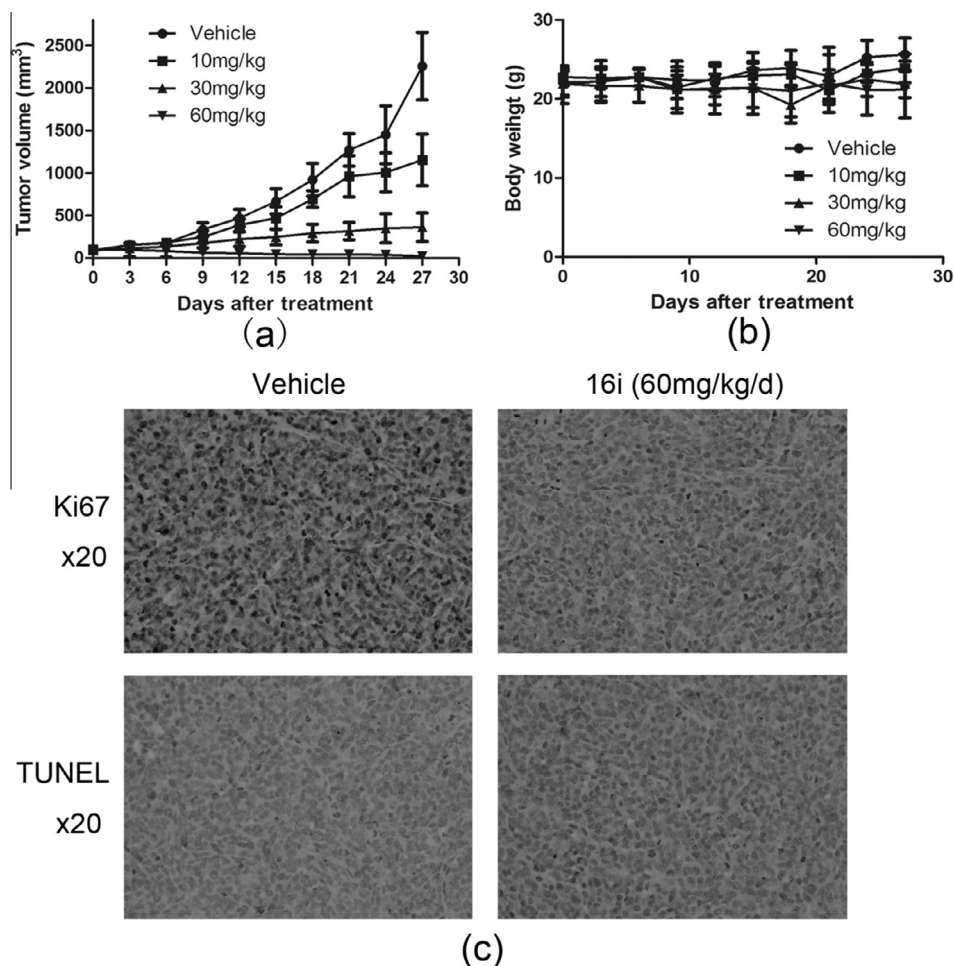 Tumor volume (mm³)
2500
2000
1500
1000
500
0
0 3 6 9 12 15 18 21 24 27 30
Days after treatment
Vehicle
10mg/kg
30mg/kg
60mg/kg
(a)
Body weihgt (g)
30
20
10
0
0 10 20 30
Days after treatment
Vehicle
10mg/kg
30mg/kg
60mg/kg
(b)
Vehicle
16i (60mg/kg/d)
Ki67
x20
TUNEL
x20
(c)